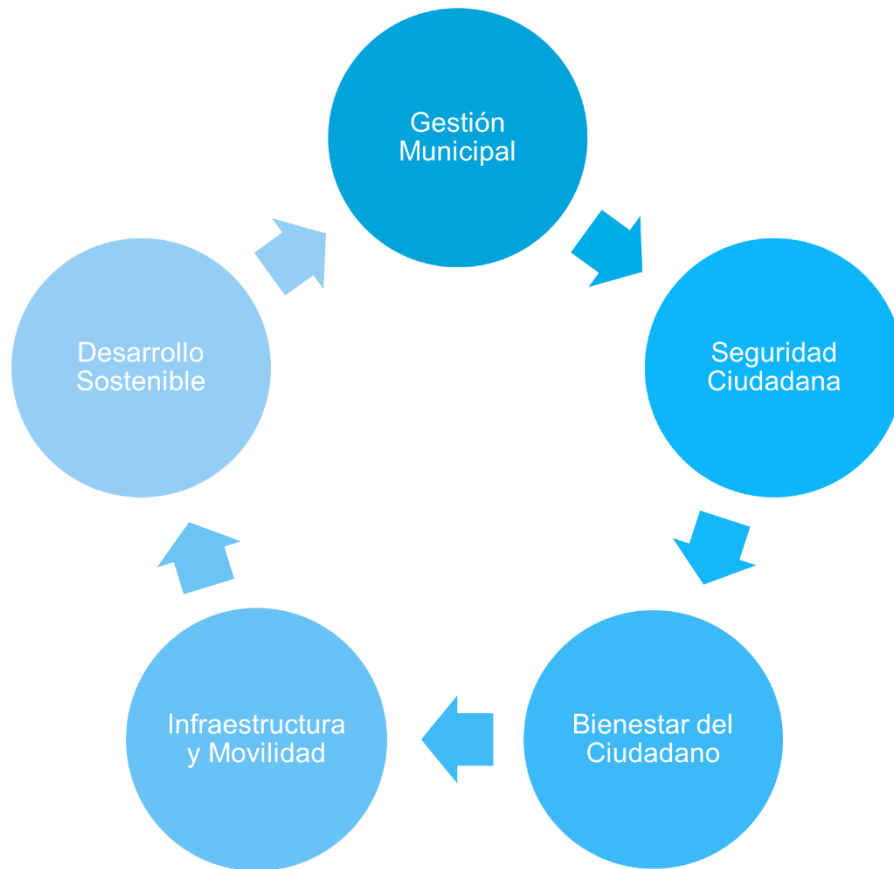 Gestión
Municipal
Seguridad
Ciudadana
Bienestar del
Ciudadano
Infraestructura
y Movilidad
Desarrollo
Sostenible